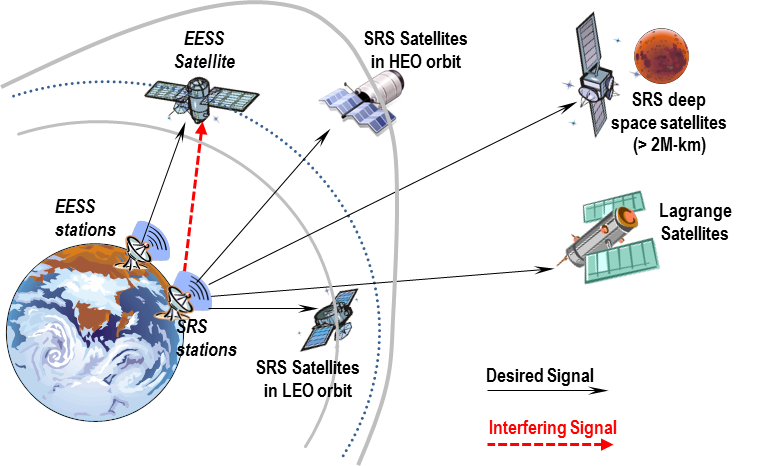 EESS
Satellite
SRS Satellites
in HEO orbit
SRS deep
space satellites
(> 2M-km)
EESS
stations
Lagrange
Satellites
SRS
stations
SRS Satellites
in LEO orbit
Desired Signal
Interfering Signal